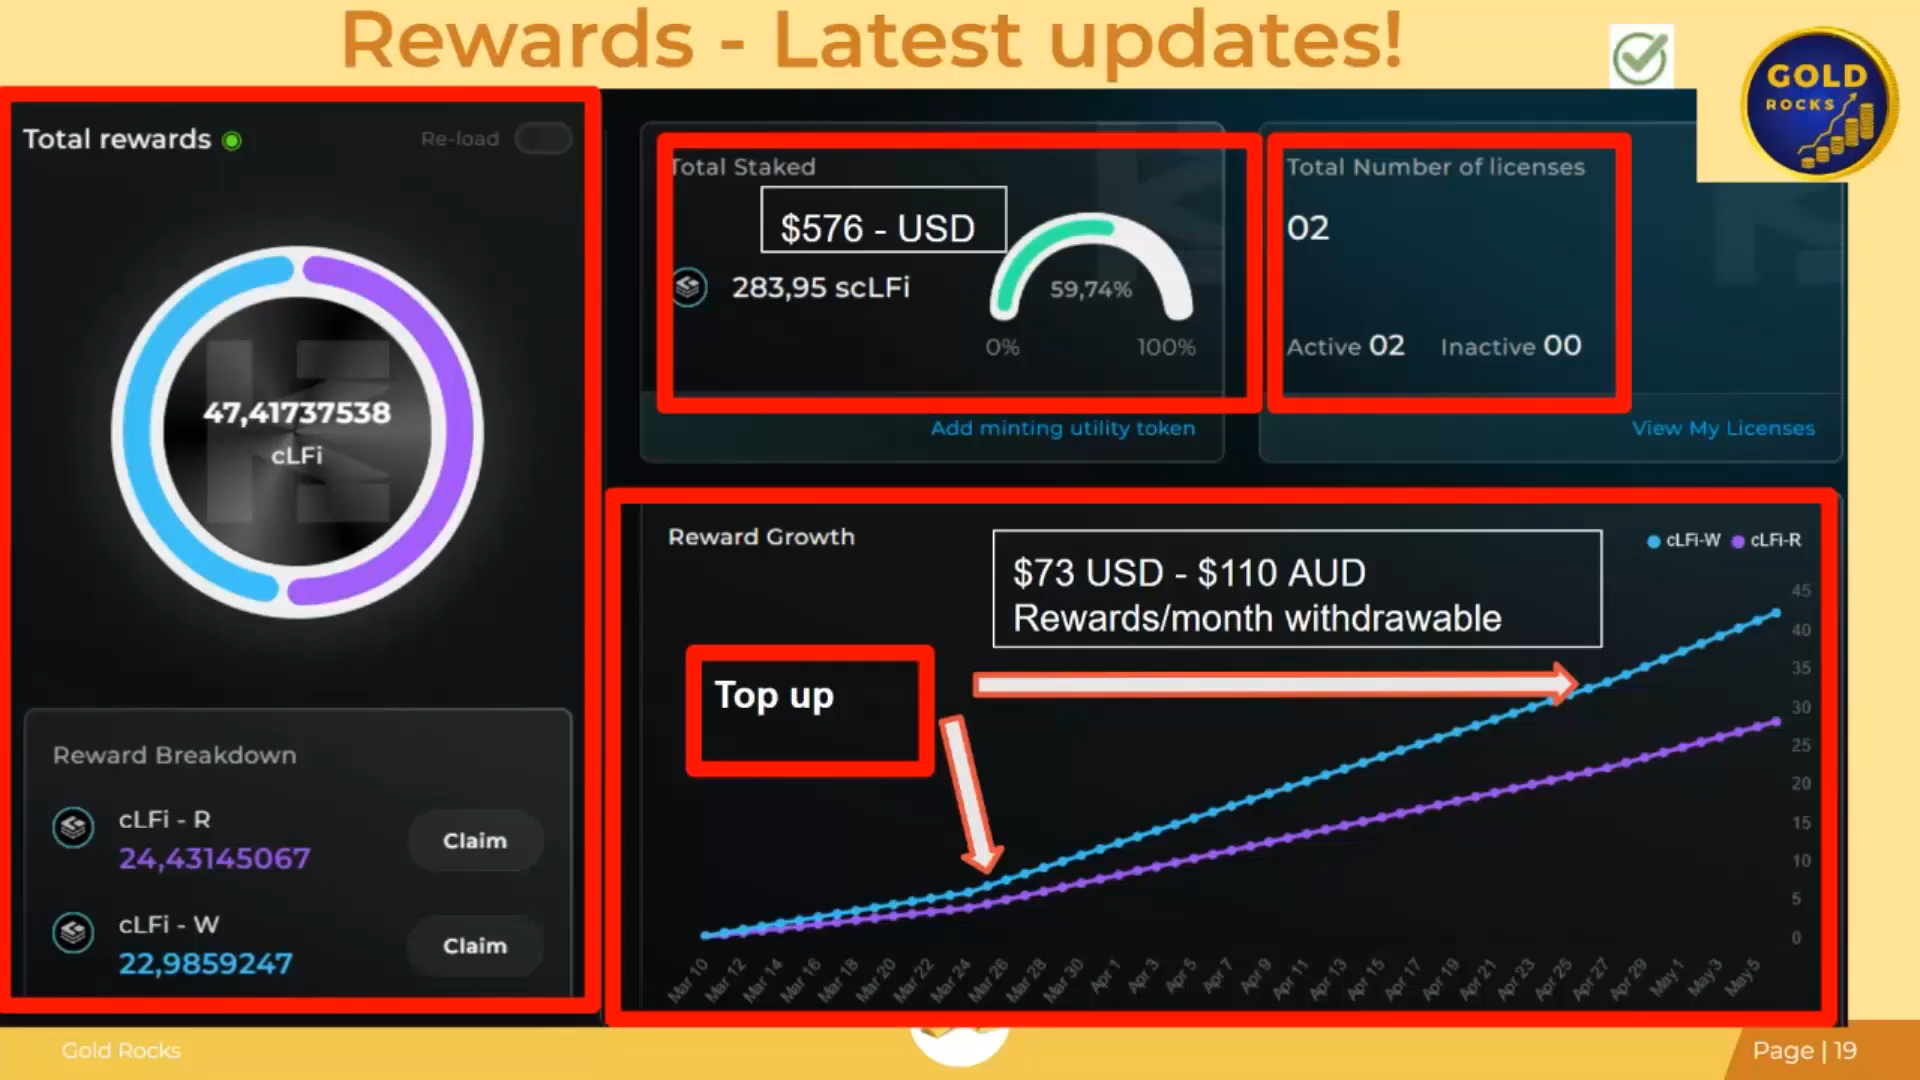 Rewards - Latest updates!
GOLD
ROCKS
Total rewards
Re-load
47,41737538
cLFi
Reward Breakdown
cLFi - R
24,43145067
Claim
cLFi - W
22,9859247
Claim
Total Staked
$576 - USD
283,95 scLFi
59,74%
0%
100%
Add minting utility token
Total Number of licenses
02
Active 02
Inactive 00
View My Licenses
Reward Growth
$73 USD - $110 AUD
Rewards/month withdrawable
cLFi-W
cLFi-R
Top up
45
40
35
30
25
20
15
10
5
0
Mar 10
Mar 12
Mar 14
Mar 16
Mar 18
Mar 20
Mar 22
Mar 24
Mar 26
Mar 28
Mar 30
Apr 1
Apr 3
Apr 5
Apr 7
Apr 9
Apr 11
Apr 13
Apr 15
Apr 17
Apr 19
Apr 21
Apr 23
Apr 25
Apr 27
Apr 29
May 1
May 3
May 5
Gold Rocks
Page | 19